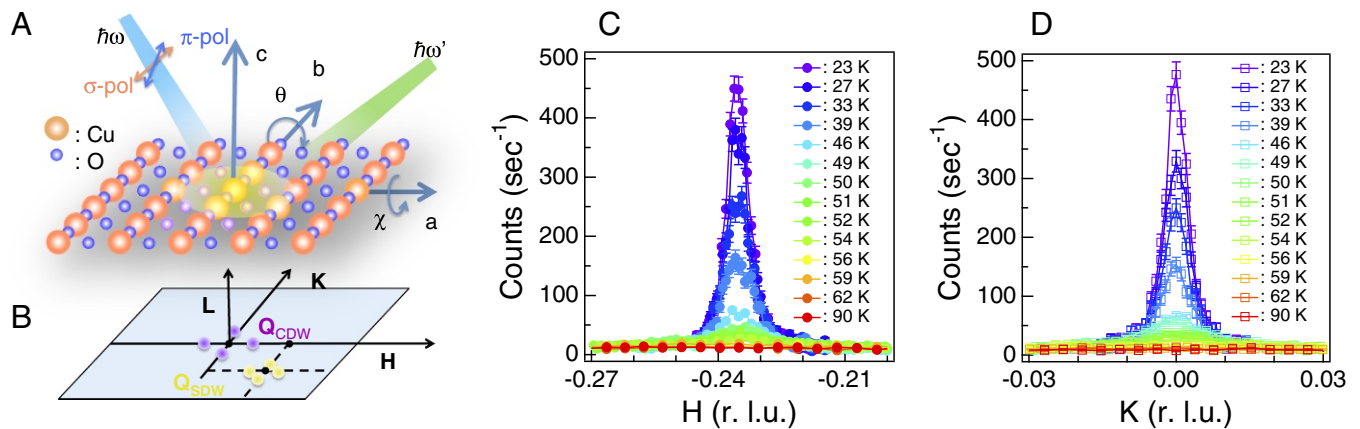 A
ħω
π-pol
σ-pol
c
b
θ
ħω'
: Cu
: O
χ
a
B
L
K
Q_CDW
H
Q_SDW
C
Counts (sec⁻¹)
500
400
300
200
100
0
-0.27
-0.24
-0.21
H (r. l.u.)
: 23 K
: 27 K
: 33 K
: 39 K
: 46 K
: 49 K
: 50 K
: 51 K
: 52 K
: 54 K
: 56 K
: 59 K
: 62 K
: 90 K
D
Counts (sec⁻¹)
500
400
300
200
100
0
-0.03
0.00
0.03
K (r. l.u.)
: 23 K
: 27 K
: 33 K
: 39 K
: 46 K
: 49 K
: 50 K
: 51 K
: 52 K
: 54 K
: 56 K
: 59 K
: 62 K
: 90 K